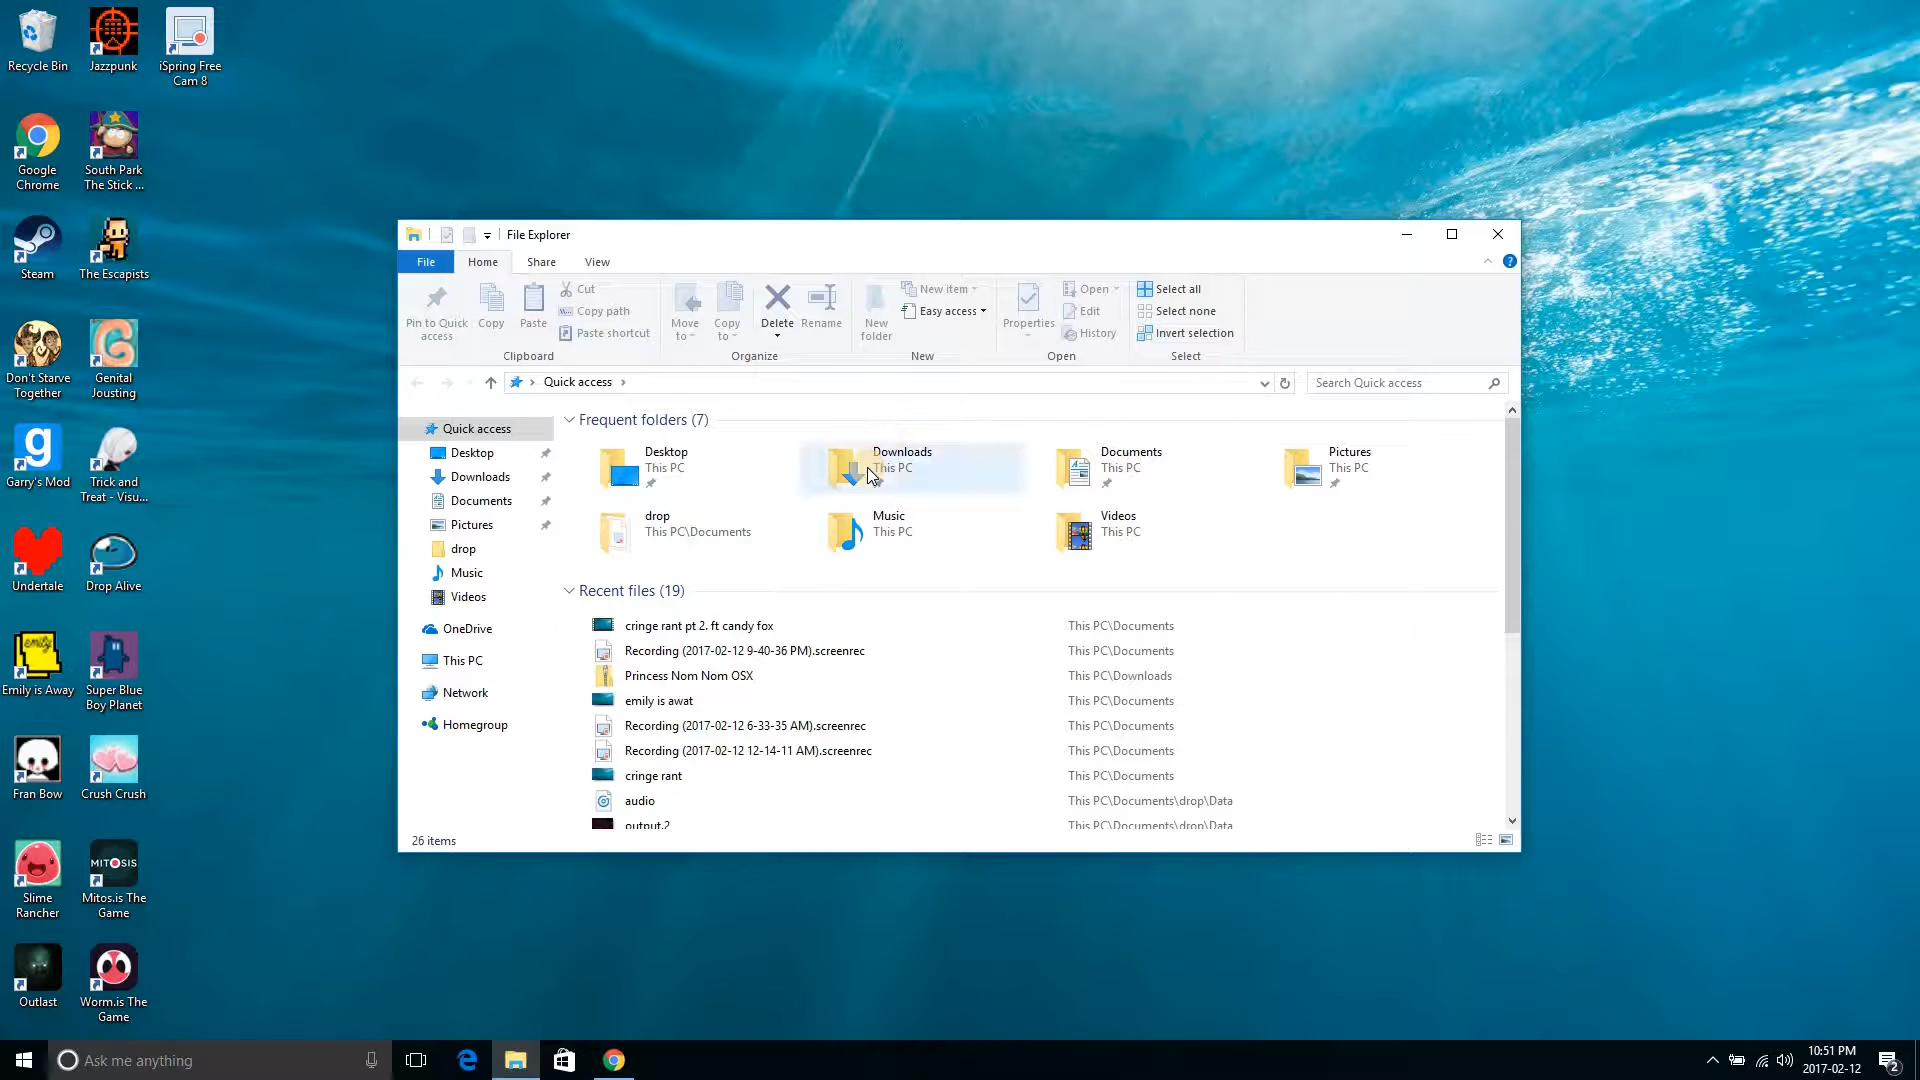 Recycle Bin
Jazzpunk
iSpring Free
Cam 8
Google
Chrome
South Park
The Stick ...
Steam
The Escapists
Don't Starve
Together
Genital
Jousting
g
Garry's Mod
Trick and
Treat - Visu...
Undertale
Drop Alive
emily
Emily is Away
Super Blue
Boy Planet
Fran Bow
Crush Crush
Slime
Rancher
MITOSIS
Mitos.is The
Game
Outlast
Worm.is The
Game
File Explorer
File
Home
Share
View
Pin to Quick
access
Copy
Paste
Cut
Copy path
Paste shortcut
Clipboard
Move
to
Copy
to
Delete
Rename
Organize
New
folder
New item
Easy access
New
Properties
Open
Edit
History
Open
Select all
Select none
Invert selection
Select
Quick access
Search Quick access
Quick access
Desktop
Downloads
Documents
Pictures
drop
Music
Videos
OneDrive
This PC
Network
Homegroup
Frequent folders (7)
Desktop
This PC
Downloads
This PC
Documents
This PC
Pictures
This PC
drop
This PC\Documents
Music
This PC
Videos
This PC
Recent files (19)
cringe rant pt 2. ft candy fox This PC\Documents
Recording (2017-02-12 9-40-36 PM).screenrec This PC\Documents
Princess Nom Nom OSX This PC\Downloads
emily is awat This PC\Documents
Recording (2017-02-12 6-33-35 AM).screenrec This PC\Documents
Recording (2017-02-12 12-14-11 AM).screenrec This PC\Documents
cringe rant This PC\Documents
audio This PC\Documents\drop\Data
output.2 This PC\Documents\drop\Data
26 items
Ask me anything
10:51 PM
2017-02-12
2